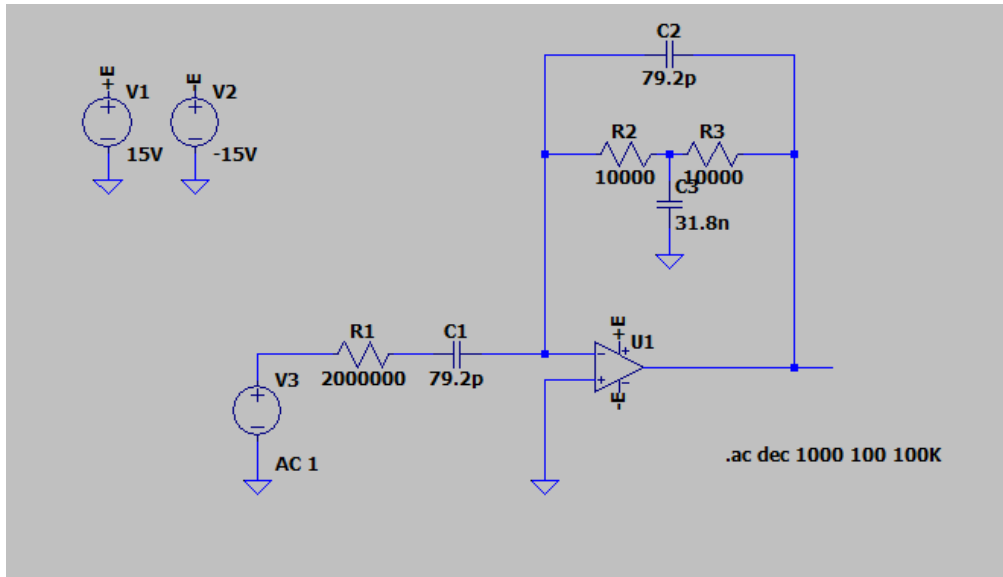 C2
79.2p
+E
V1
-E
V2
R2
R3
15V
-15V
10000
10000
C3
31.8n
+E
R1
C1
U1
2000000
79.2p
V3
-E
AC 1
.ac dec 1000 100 100K